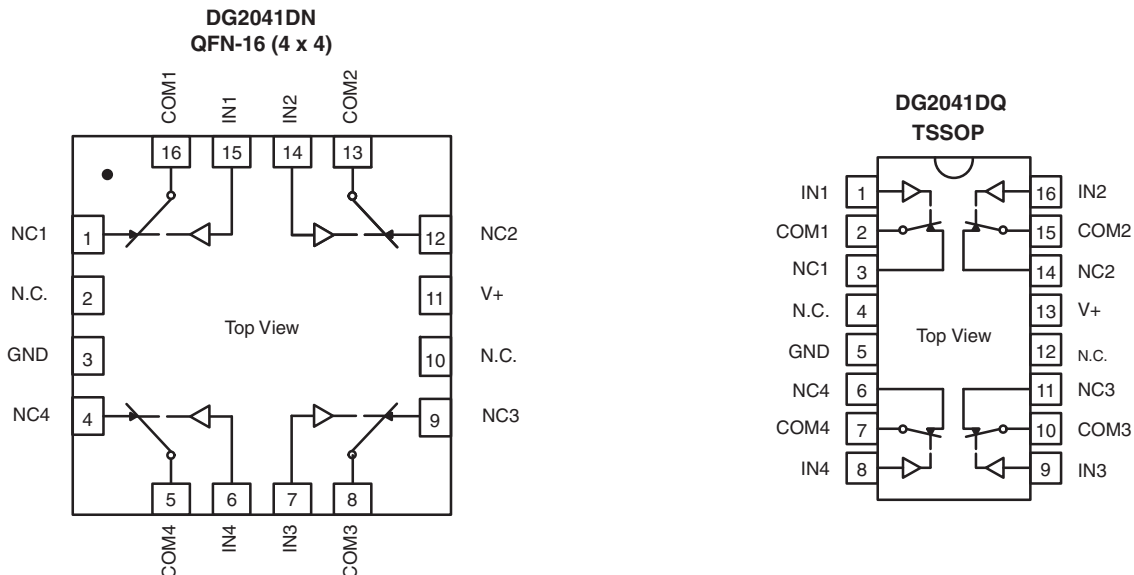 DG2041DN
QFN-16 (4 x 4)
COM1
IN1
IN2
COM2
16
15
14
13
NC1
1
12
NC2
N.C.
2
11
V+
Top View
GND
3
10
N.C.
NC4
4
9
NC3
5
6
7
8
COM4
IN4
IN3
COM3
DG2041DQ
TSSOP
IN1
1
16
IN2
COM1
2
15
COM2
NC1
3
14
NC2
N.C.
4
13
V+
Top View
GND
5
12
N.C.
NC4
6
11
NC3
COM4
7
10
COM3
IN4
8
9
IN3